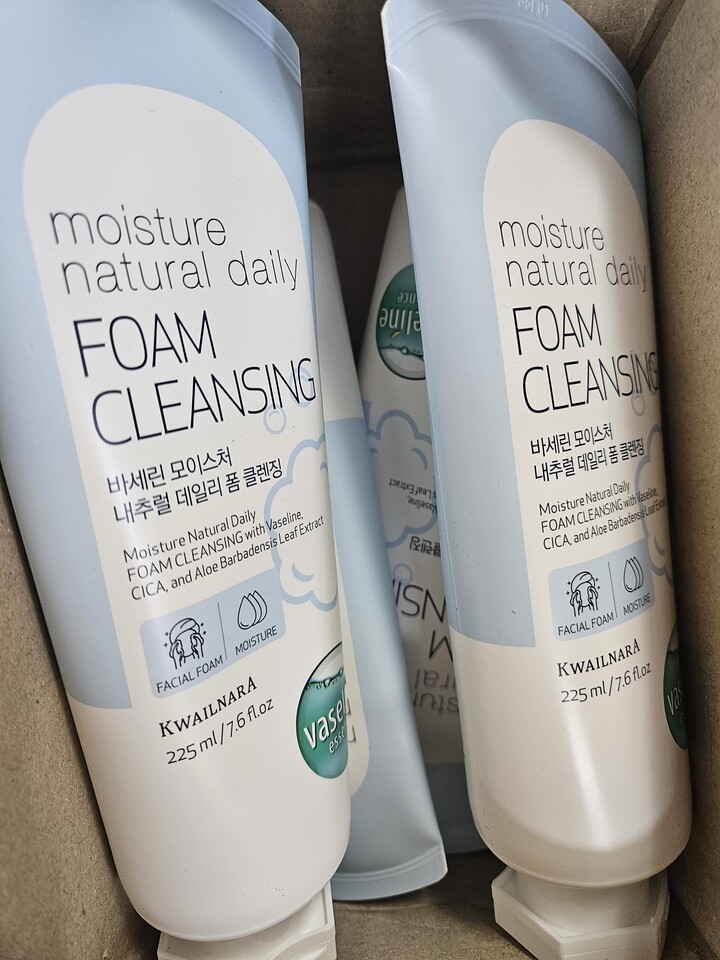 moisture
natural daily
FOAM
CLEANSING
바세린 모이스처
내추럴 데일리 폼 클렌징
Moisture Natural Daily
FOAM CLEANSING with Vaseline,
CICA, and Aloe Barbadensis Leaf Extract
FACIAL FOAM
MOISTURE
KWAILNARA
225 ml / 7.6 fl.oz
moisture
natural daily
FOAM
CLEANSING
바세린 모이스처
내추럴 데일리 폼 클렌징
Moisture Natural Daily
FOAM CLEANSING with Vaseline,
CICA, and Aloe Barbadensis Leaf Extract
FACIAL FOAM
MOISTURE
KWAILNARA
225 ml / 7.6 fl.oz
Leaf Extract